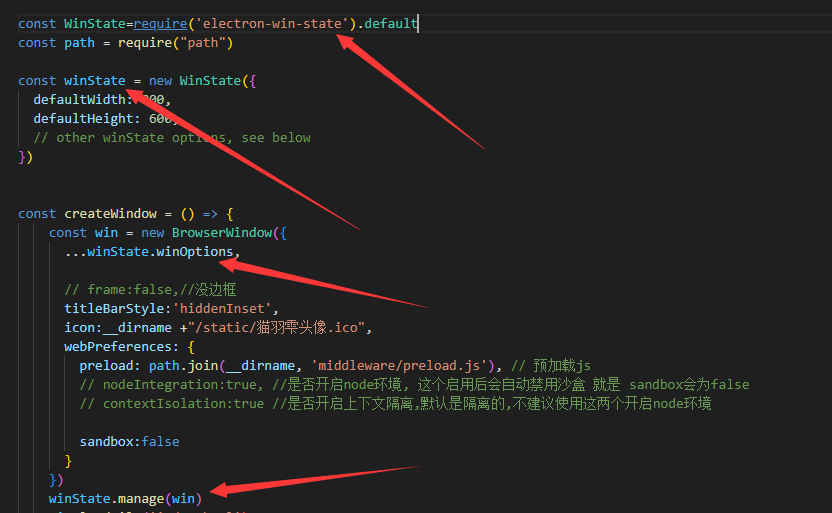 const WinState=require('electron-win-state').default
const path = require("path")
const winState = new WinState({
defaultWidth: 800,
defaultHeight: 600,
// other winState options, see below
})
const createWindow = () => {
const win = new BrowserWindow({
...winState.winOptions,
// frame:false,//没边框
titleBarStyle:'hiddenInset',
icon:__dirname +"/static/猫羽雫头像.ico",
webPreferences: {
preload: path.join(__dirname, 'middleware/preload.js'), // 预加载js
// nodeIntegration:true, //是否开启node环境, 这个启用后会自动禁用沙盒 就是 sandbox会为false
// contextIsolation:true //是否开启上下文隔离,默认是隔离的,不建议使用这两个开启node环境
sandbox:false
}
})
winState.manage(win)